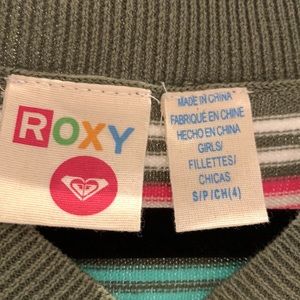 ROXY
MADE IN CHINA
FABRIQUÉ EN CHINE
HECHO EN CHINA
GIRLS/
FILLETTES/
CHICAS
S/P/CH(4)